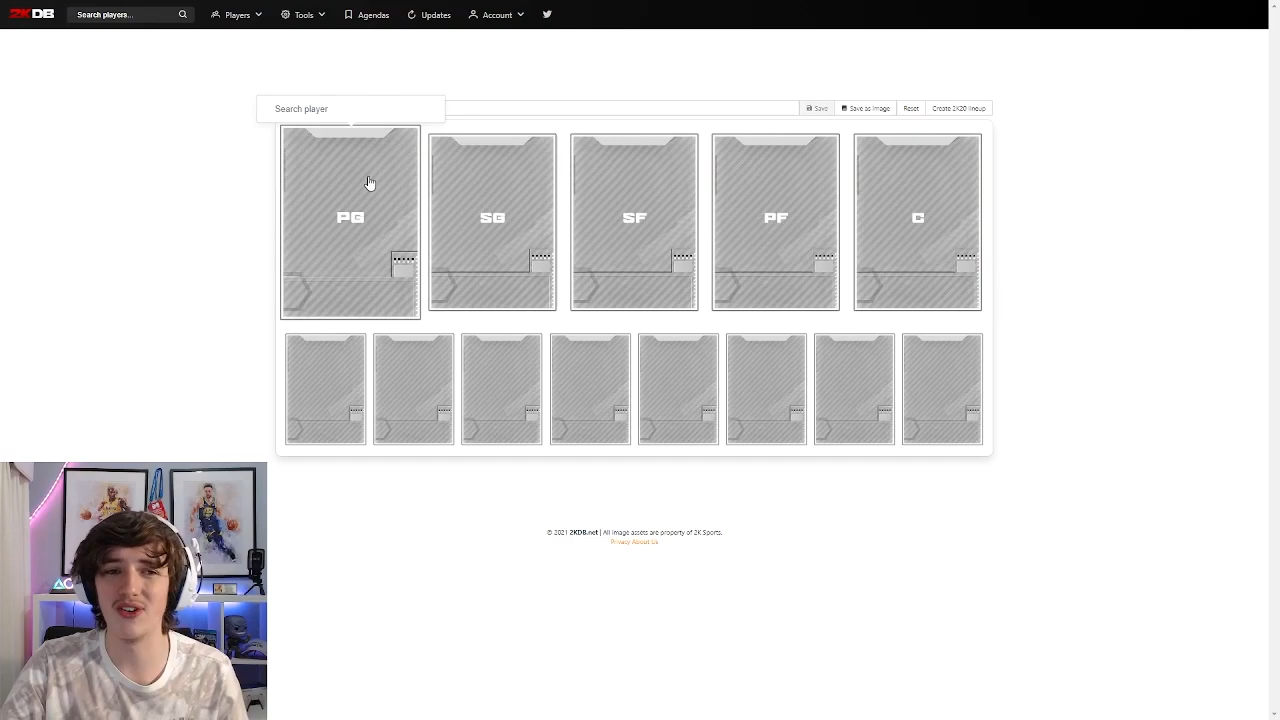 2KDB Search players... Players Tools Agendas Updates Account
Search player
Save Save as Image Reset Create 2K20 lineup
PG SG SF PF C
© 2021 2KDB.net | All image assets are property of 2K Sports.
Privacy About Us